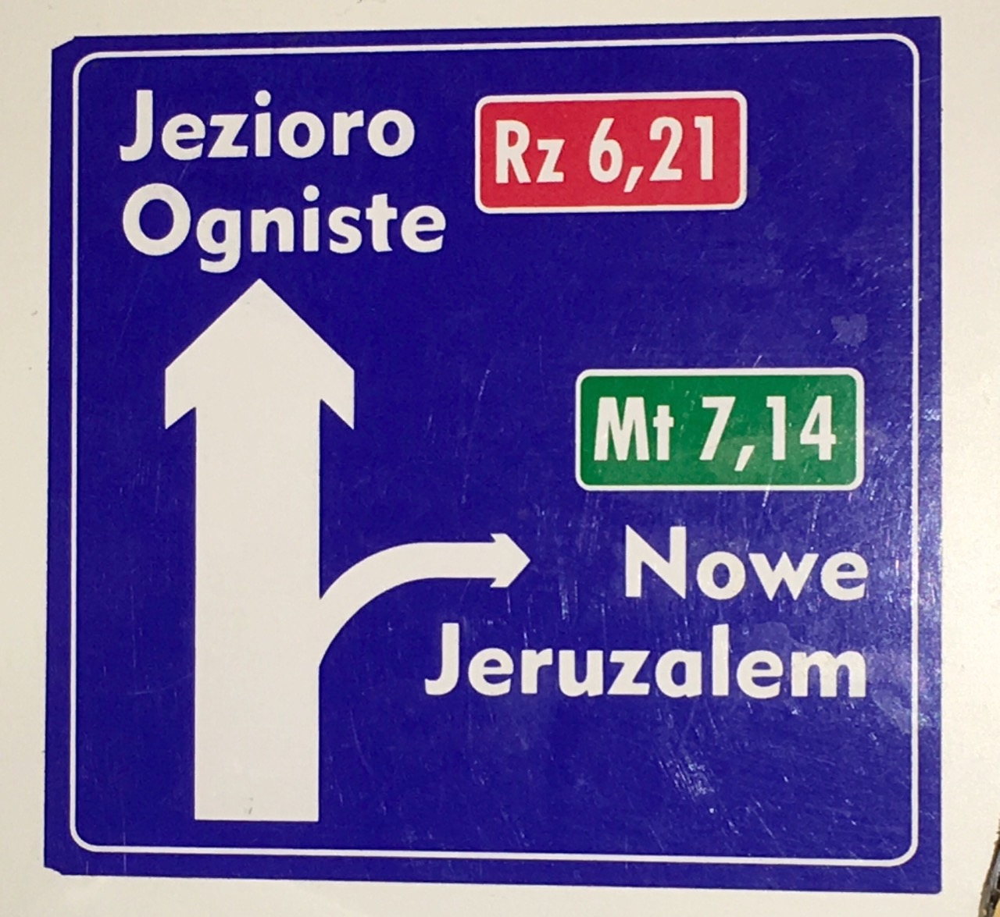 Jezioro
Ogniste
Rz 6,21
Mt 7,14
Nowe
Jeruzalem